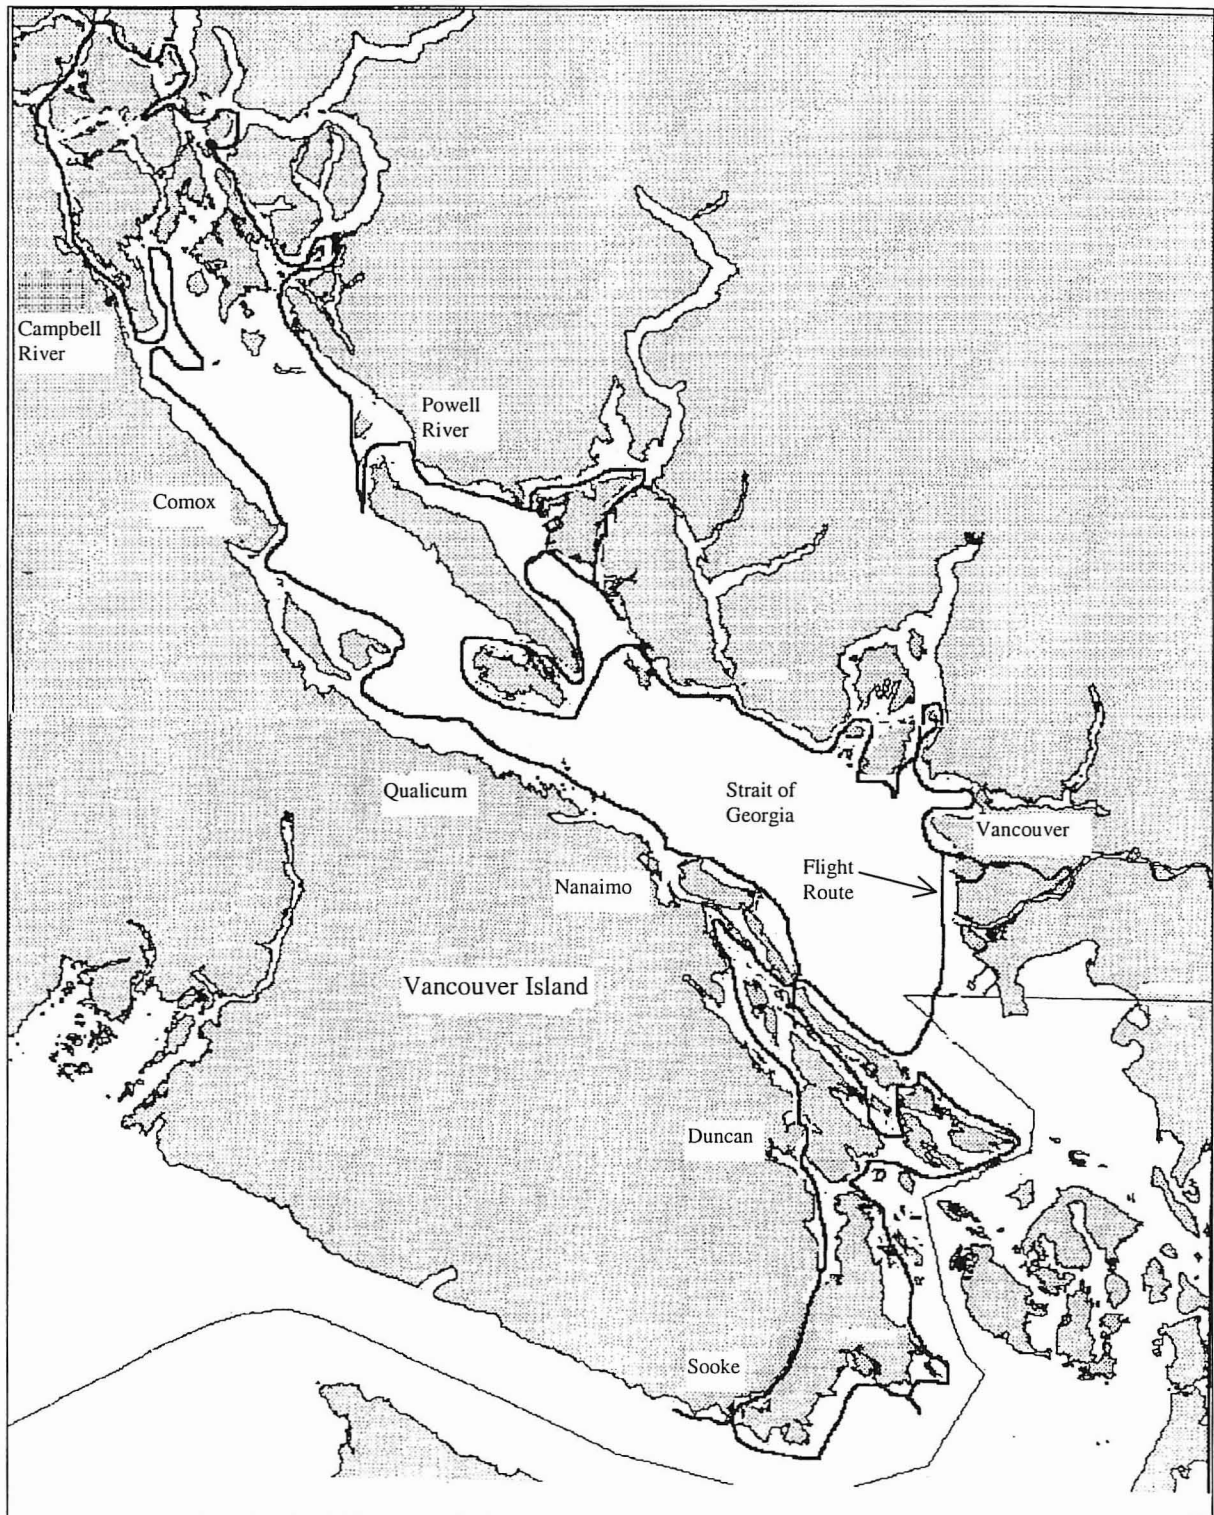 Campbell
River
Powell
River
Comox
Qualicum
Strait of
Georgia
Vancouver
Flight
Route
Nanaimo
Vancouver Island
Duncan
Sooke